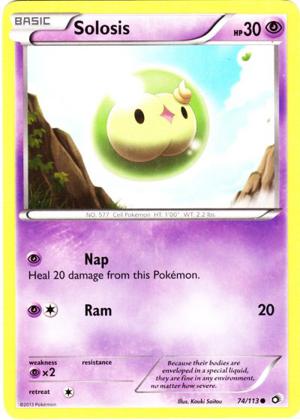 BASIC
Solosis
HP 30
NO. 577 Cell Pokémon HT. 1'00" WT. 2.2 lbs.
Nap
Heal 20 damage from this Pokémon.
Ram 20
weakness resistance
×2
retreat
Because their bodies are
enveloped in a special liquid,
they are fine in any environment,
no matter how severe.
©2013 Pokémon
Illus. Kouki Saitou 74/113